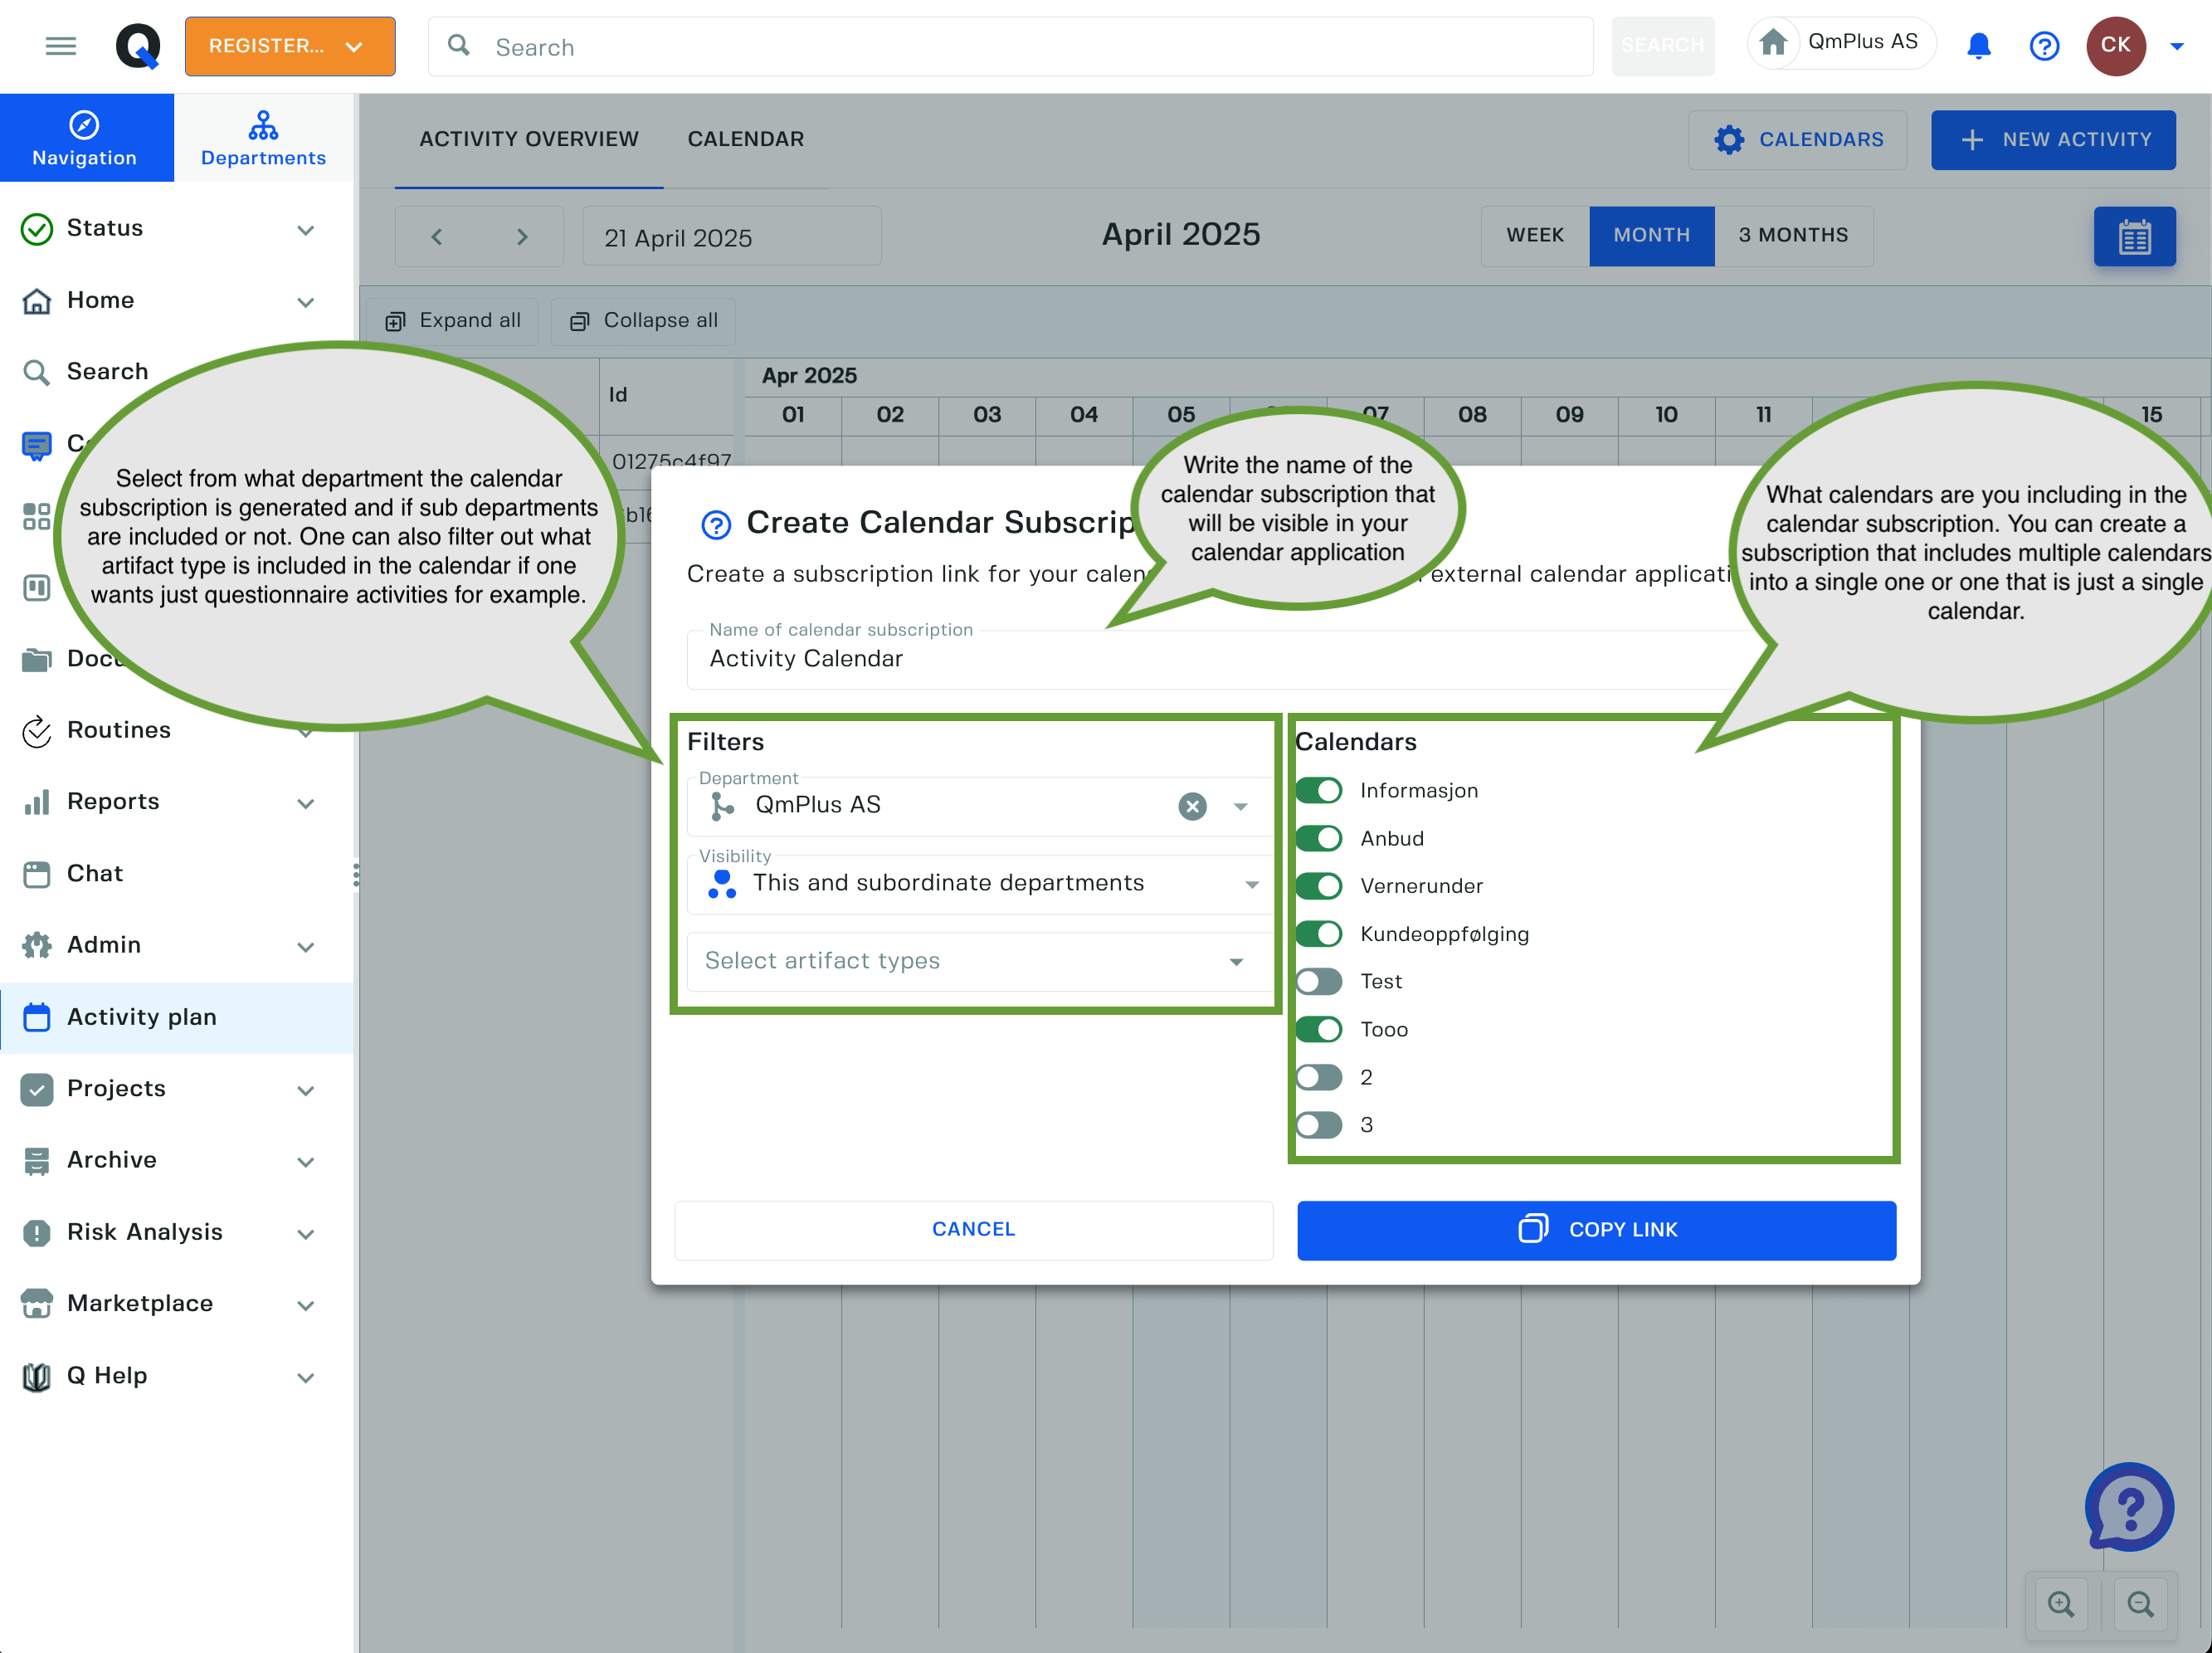 REGISTER...
Search
SEARCH
QmPlus AS
CK
Navigation
Departments
ACTIVITY OVERVIEW
CALENDAR
CALENDARS
NEW ACTIVITY
21 April 2025
April 2025
WEEK
MONTH
3 MONTHS
Expand all
Collapse all
Status
Home
Search
Routines
Reports
Chat
Admin
Activity plan
Projects
Archive
Risk Analysis
Marketplace
Q Help
Id
Apr 2025
01 02 03 04 05 07 08 09 10 11 15
01275c4f97
Select from what department the calendar
subscription is generated and if sub departments
are included or not. One can also filter out what
artifact type is included in the calendar if one
wants just questionnaire activities for example.
Write the name of the
calendar subscription that
will be visible in your
calendar application
What calendars are you including in the
calendar subscription. You can create a
subscription that includes multiple calendars
into a single one or one that is just a single
calendar.
Create Calendar
Create a subscription link for your
external calendar
Name of calendar subscription
Activity Calendar
Filters
Department
QmPlus AS
Visibility
This and subordinate departments
Select artifact types
Calendars
Informasjon
Anbud
Vernerunder
Kundeoppfølging
Test
Tooo
2
3
CANCEL
COPY LINK